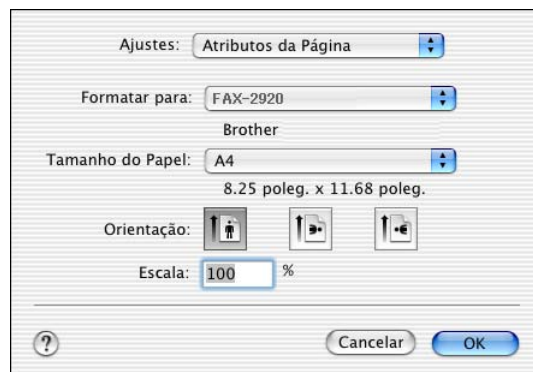 Ajustes: Atributos da Página
Formatar para: FAX-2920
Brother
Tamanho do Papel: A4
8.25 poleg. x 11.68 poleg.
Orientação:
Escala: 100 %
? Cancelar OK